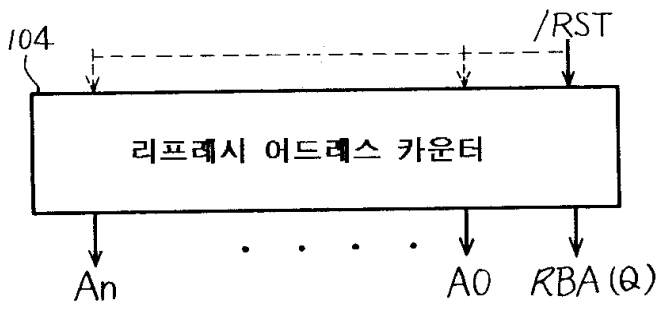 104
/RST
리프레시 어드레스 카운터
An . . . . A0 RBA(Q)